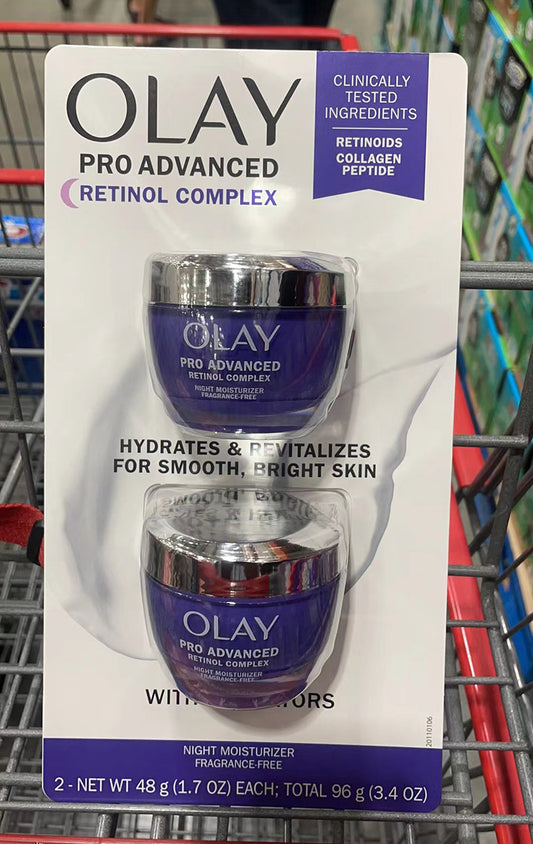 OLAY
PRO ADVANCED
RETINOL COMPLEX
CLINICALLY
TESTED
INGREDIENTS
RETINOIDS
COLLAGEN
PEPTIDE
OLAY
PRO ADVANCED
RETINOL COMPLEX
NIGHT MOISTURIZER
FRAGRANCE-FREE
HYDRATES & REVITALIZES
FOR SMOOTH, BRIGHT SKIN
OLAY
PRO ADVANCED
RETINOL COMPLEX
NIGHT MOISTURIZER
FRAGRANCE-FREE
20110106
NIGHT MOISTURIZER
FRAGRANCE-FREE
2 - NET WT 48 g (1.7 OZ) EACH; TOTAL 96 g (3.4 OZ)